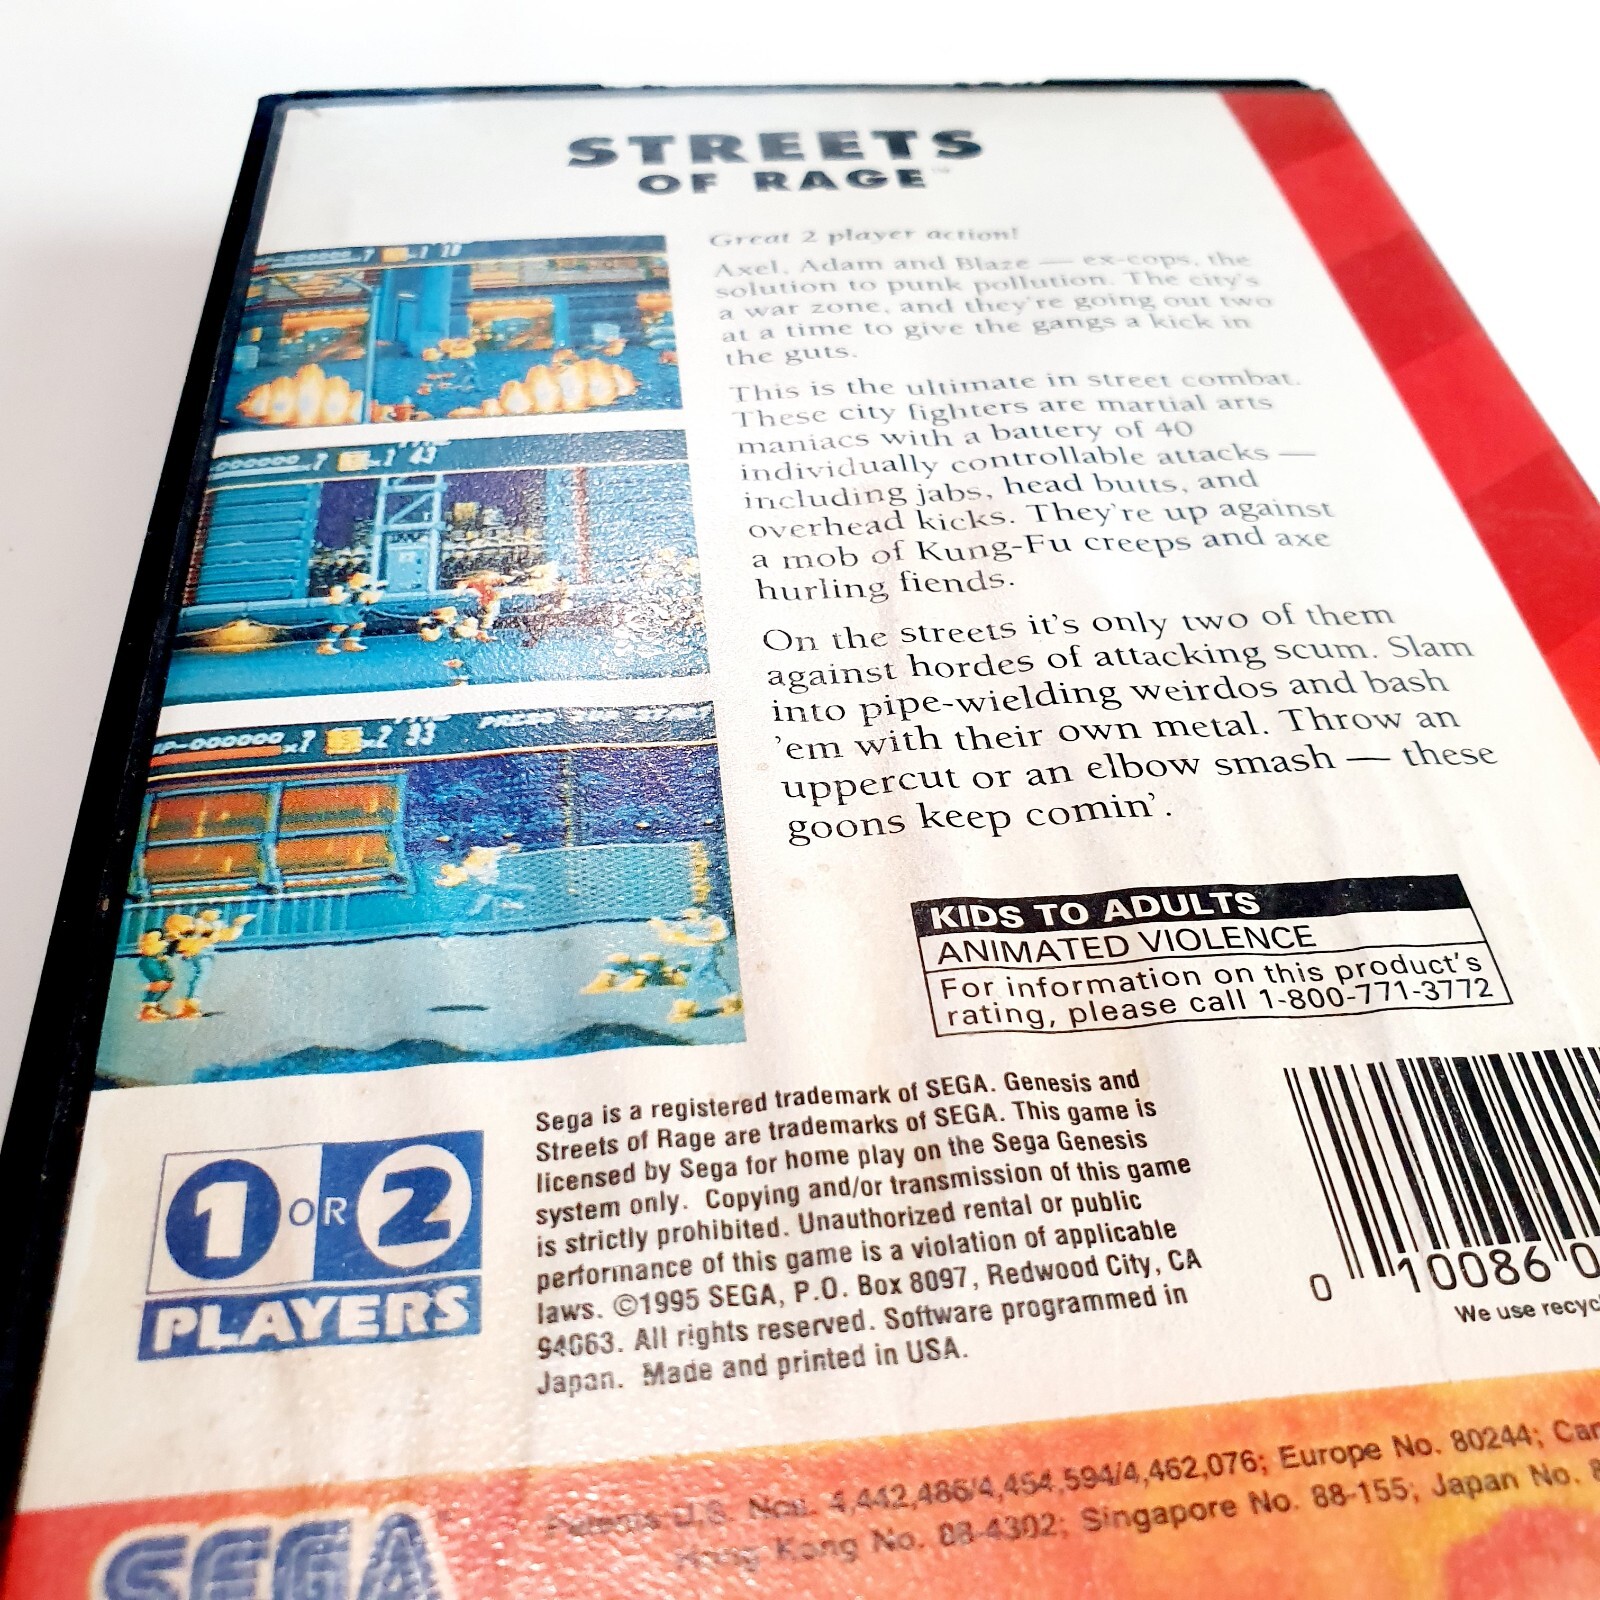 STREETS
OF RAGE™
Great 2 player action!
Axel, Adam and Blaze — ex-cops, the
solution to punk pollution. The city's
a war zone, and they're going out two
at a time to give the gangs a kick in
the guts.
This is the ultimate in street combat.
These city fighters are martial arts
maniacs with a battery of 40
individually controllable attacks —
including jabs, head butts, and
overhead kicks. They're up against
a mob of Kung-Fu creeps and axe
hurling fiends.
On the streets it's only two of them
against hordes of attacking scum. Slam
into pipe-wielding weirdos and bash
'em with their own metal. Throw an
uppercut or an elbow smash — these
goons keep comin'.
KIDS TO ADULTS
ANIMATED VIOLENCE
For information on this product's
rating, please call 1-800-771-3772
1 OR 2
PLAYERS
Sega is a registered trademark of SEGA. Genesis and
Streets of Rage are trademarks of SEGA. This game is
licensed by Sega for home play on the Sega Genesis
system only. Copying and/or transmission of this game
is strictly prohibited. Unauthorized rental or public
performance of this game is a violation of applicable
laws. ©1995 SEGA, P.O. Box 8097, Redwood City, CA
94063. All rights reserved. Software programmed in
Japan. Made and printed in USA.
0 10086 0
We use recyc
Patents U.S. Nos. 4,442,486/4,454,594/4,462,076; Europe No. 80244; Can
Hong Kong No. 88-4302; Singapore No. 88-155; Japan No. 8
SEGA